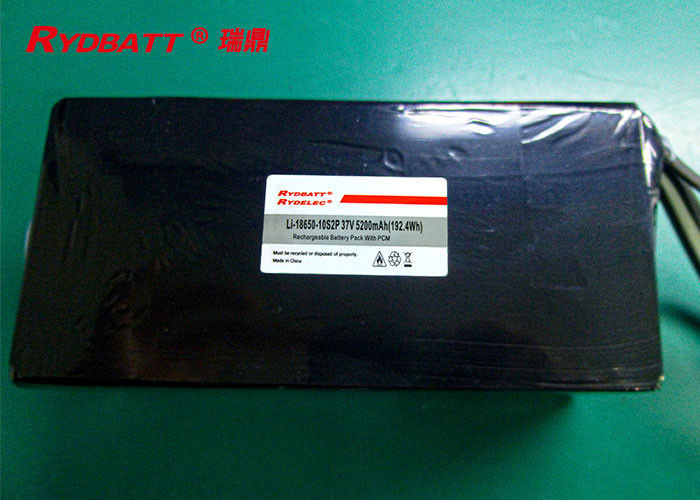 RYDBATT® 瑞鼎
RYDBATT®
RYDELEC®
Li-18650-10S2P 37V 5200mAh(192.4Wh)
Rechargeable Battery Pack With PCM
Must be recycled or disposed of properly.
Made in China